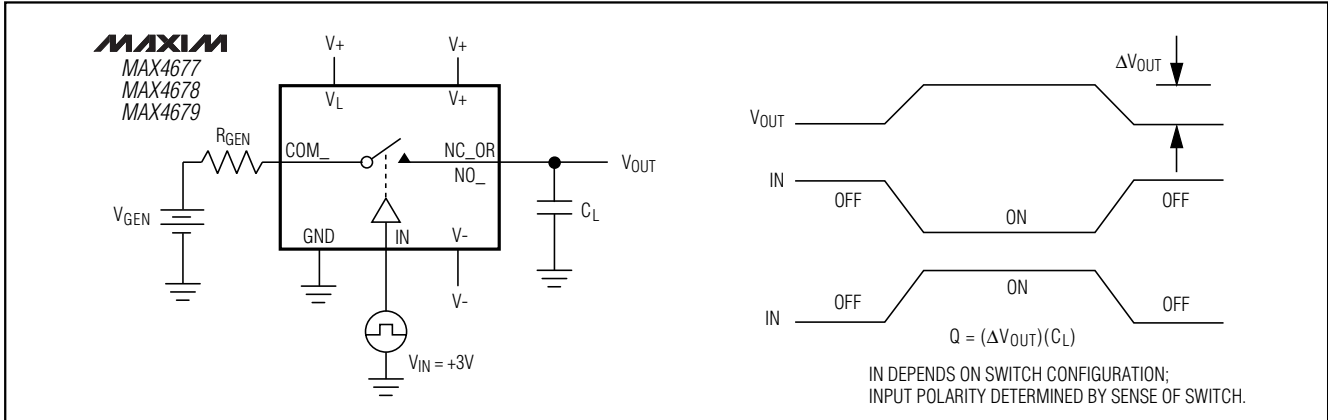 MAXIM
MAX4677
MAX4678
MAX4679
V+
V+
VL
V+
RGEN
COM_
NC_OR
NO_
VOUT
VGEN
CL
GND
IN
V-
V-
VIN = +3V
ΔVOUT
VOUT
IN
OFF
ON
OFF
IN
OFF
ON
OFF
Q = (ΔVOUT)(CL)
IN DEPENDS ON SWITCH CONFIGURATION;
INPUT POLARITY DETERMINED BY SENSE OF SWITCH.